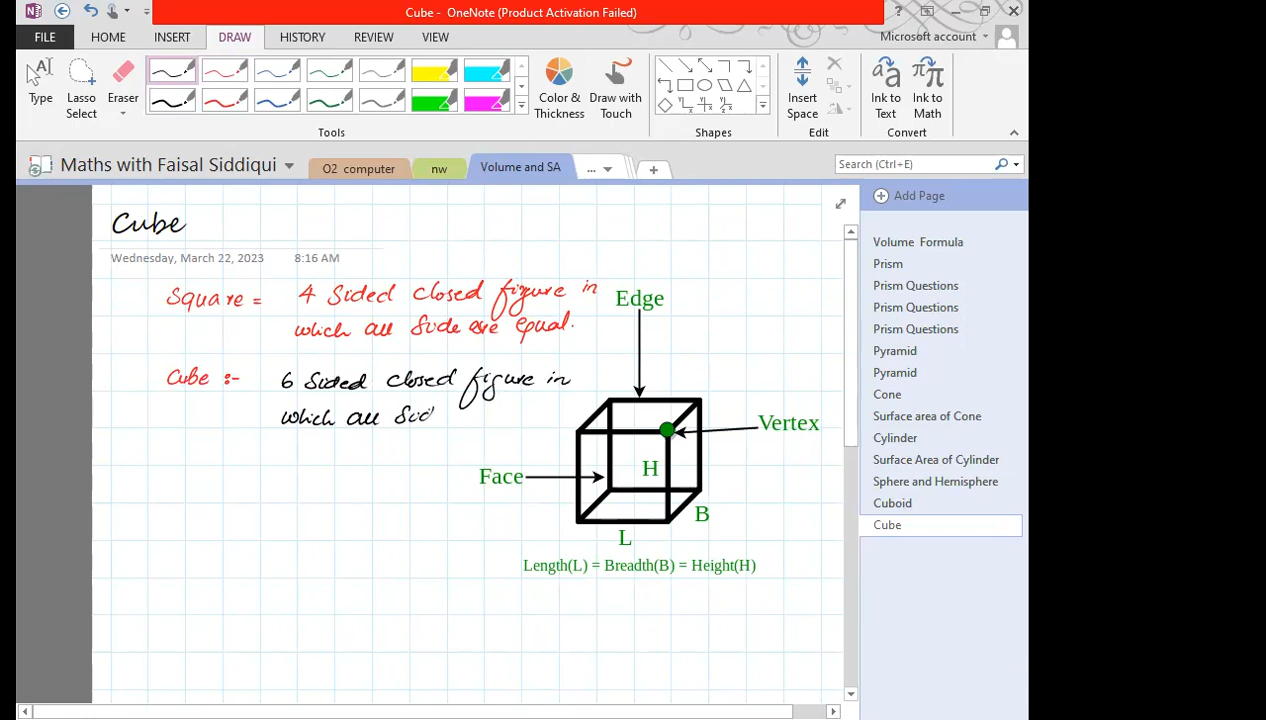 Cube - OneNote (Product Activation Failed)
?
FILE HOME INSERT DRAW HISTORY REVIEW VIEW
Microsoft account
Type Lasso Select Eraser
Color & Thickness Draw with Touch
Insert Space
Ink to Text Ink to Math
Tools Shapes Edit Convert
Maths with Faisal Siddiqui O2 computer nw Volume and SA ...
Search (Ctrl+E)
Cube
Wednesday, March 22, 2023 8:16 AM
Square = 4 Sided closed figure in
which all Side are equal.
Cube :- 6 Sided closed figure in
which all Sid
Edge
Vertex
Face
H
B
L
Length(L) = Breadth(B) = Height(H)
Add Page
Volume Formula
Prism
Prism Questions
Prism Questions
Prism Questions
Pyramid
Pyramid
Cone
Surface area of Cone
Cylinder
Surface Area of Cylinder
Sphere and Hemisphere
Cuboid
Cube